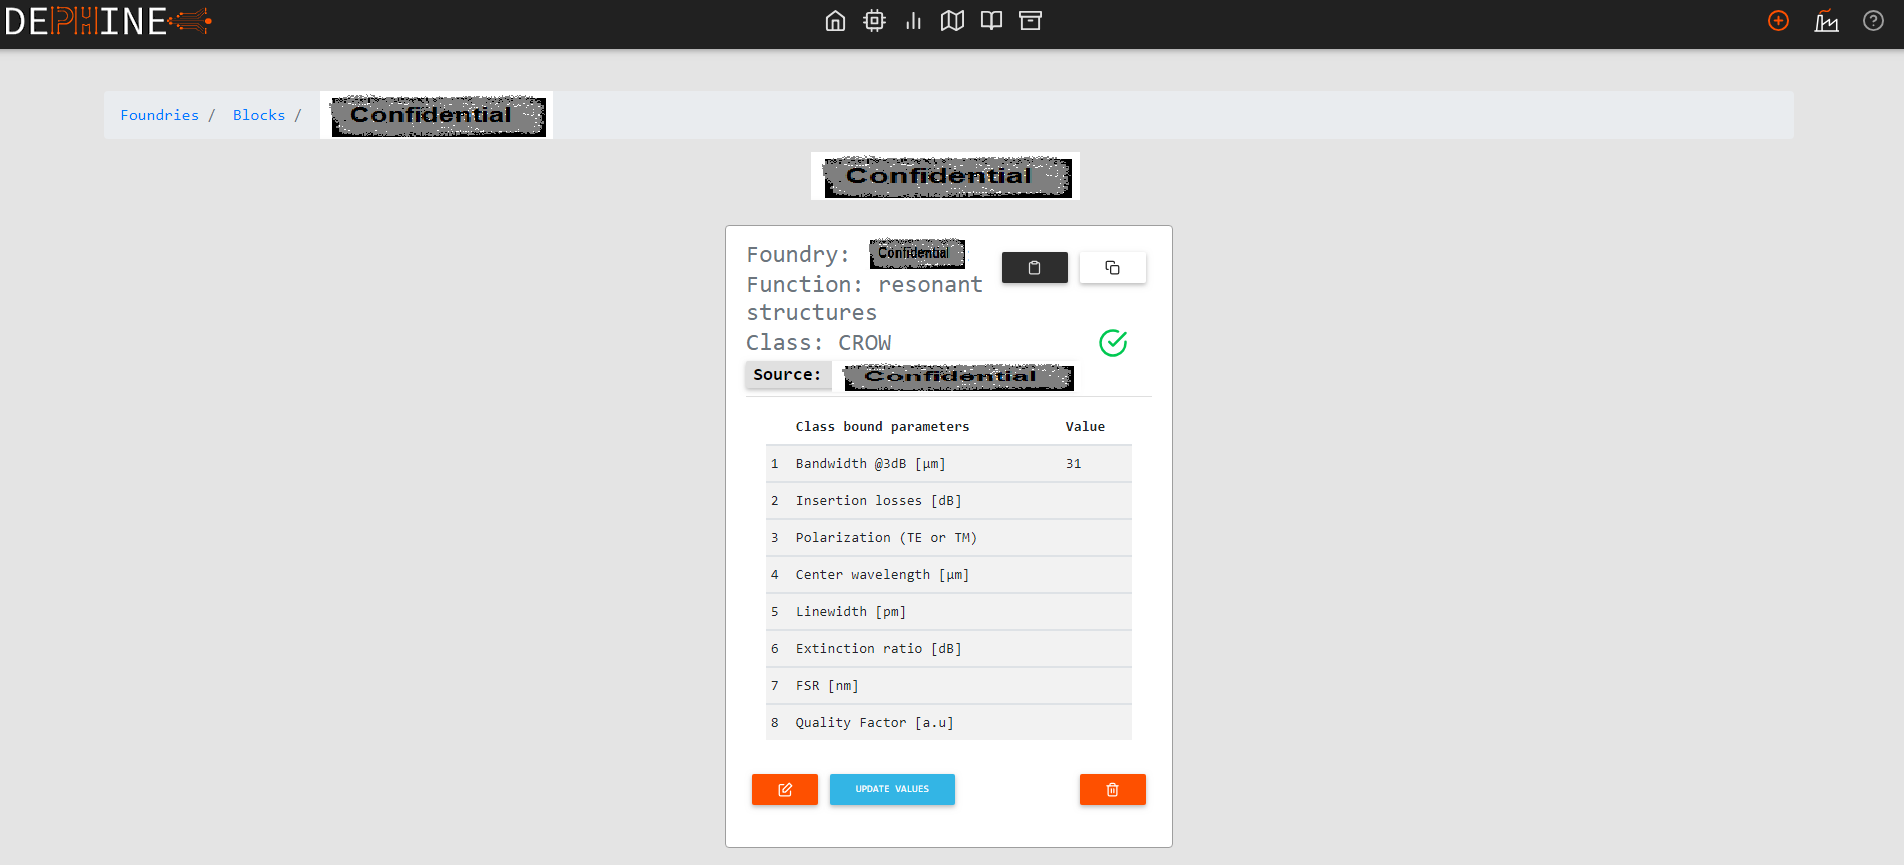 DEPHINE
Foundries / Blocks / Confidential
Confidential
Foundry: Confidential
Function: resonant
structures
Class: CROW
Source: Confidential
Class bound parameters Value
1 Bandwidth @3dB [μm] 31
2 Insertion losses [dB]
3 Polarization (TE or TM)
4 Center wavelength [μm]
5 Linewidth [pm]
6 Extinction ratio [dB]
7 FSR [nm]
8 Quality Factor [a.u]
UPDATE VALUES